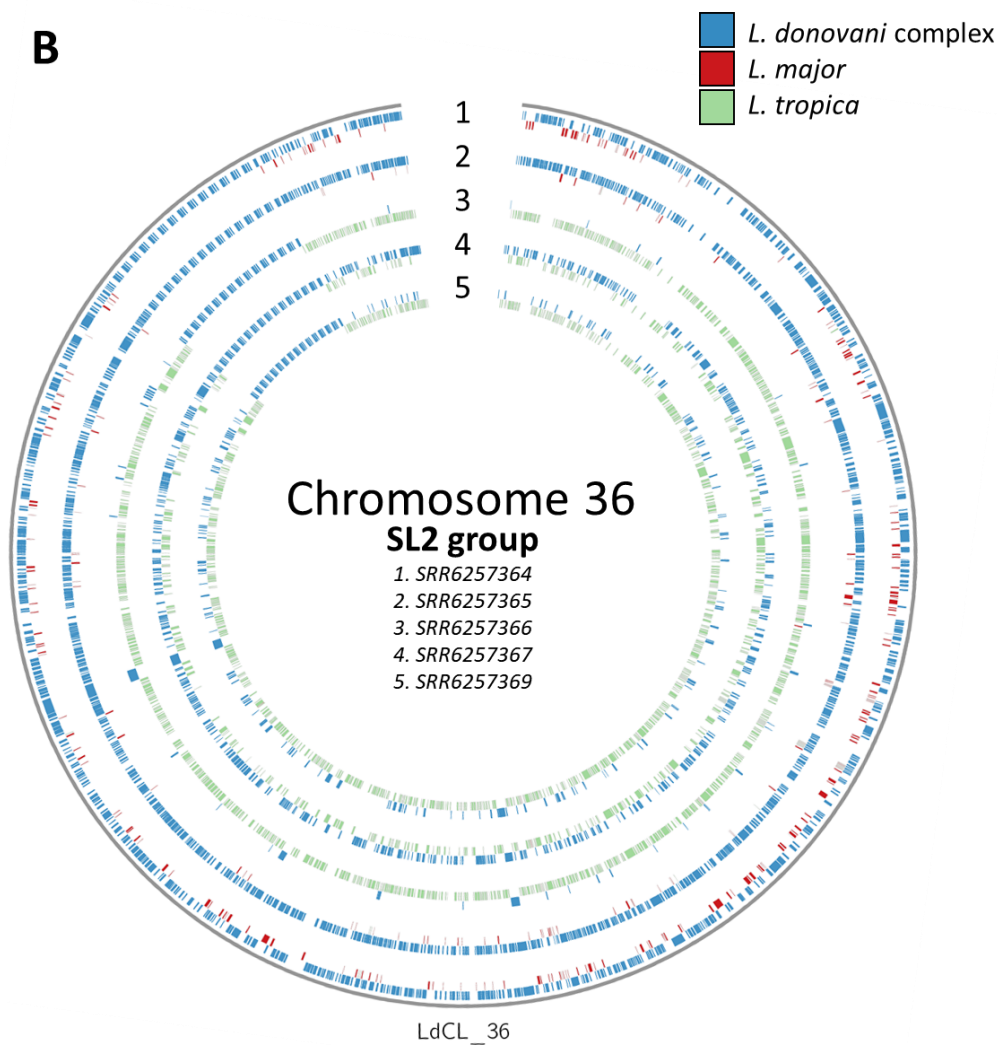 B
L. donovani complex
L. major
L. tropica
1
2
3
4
5
Chromosome 36
SL2 group
1. SRR6257364
2. SRR6257365
3. SRR6257366
4. SRR6257367
5. SRR6257369
LdCL_36